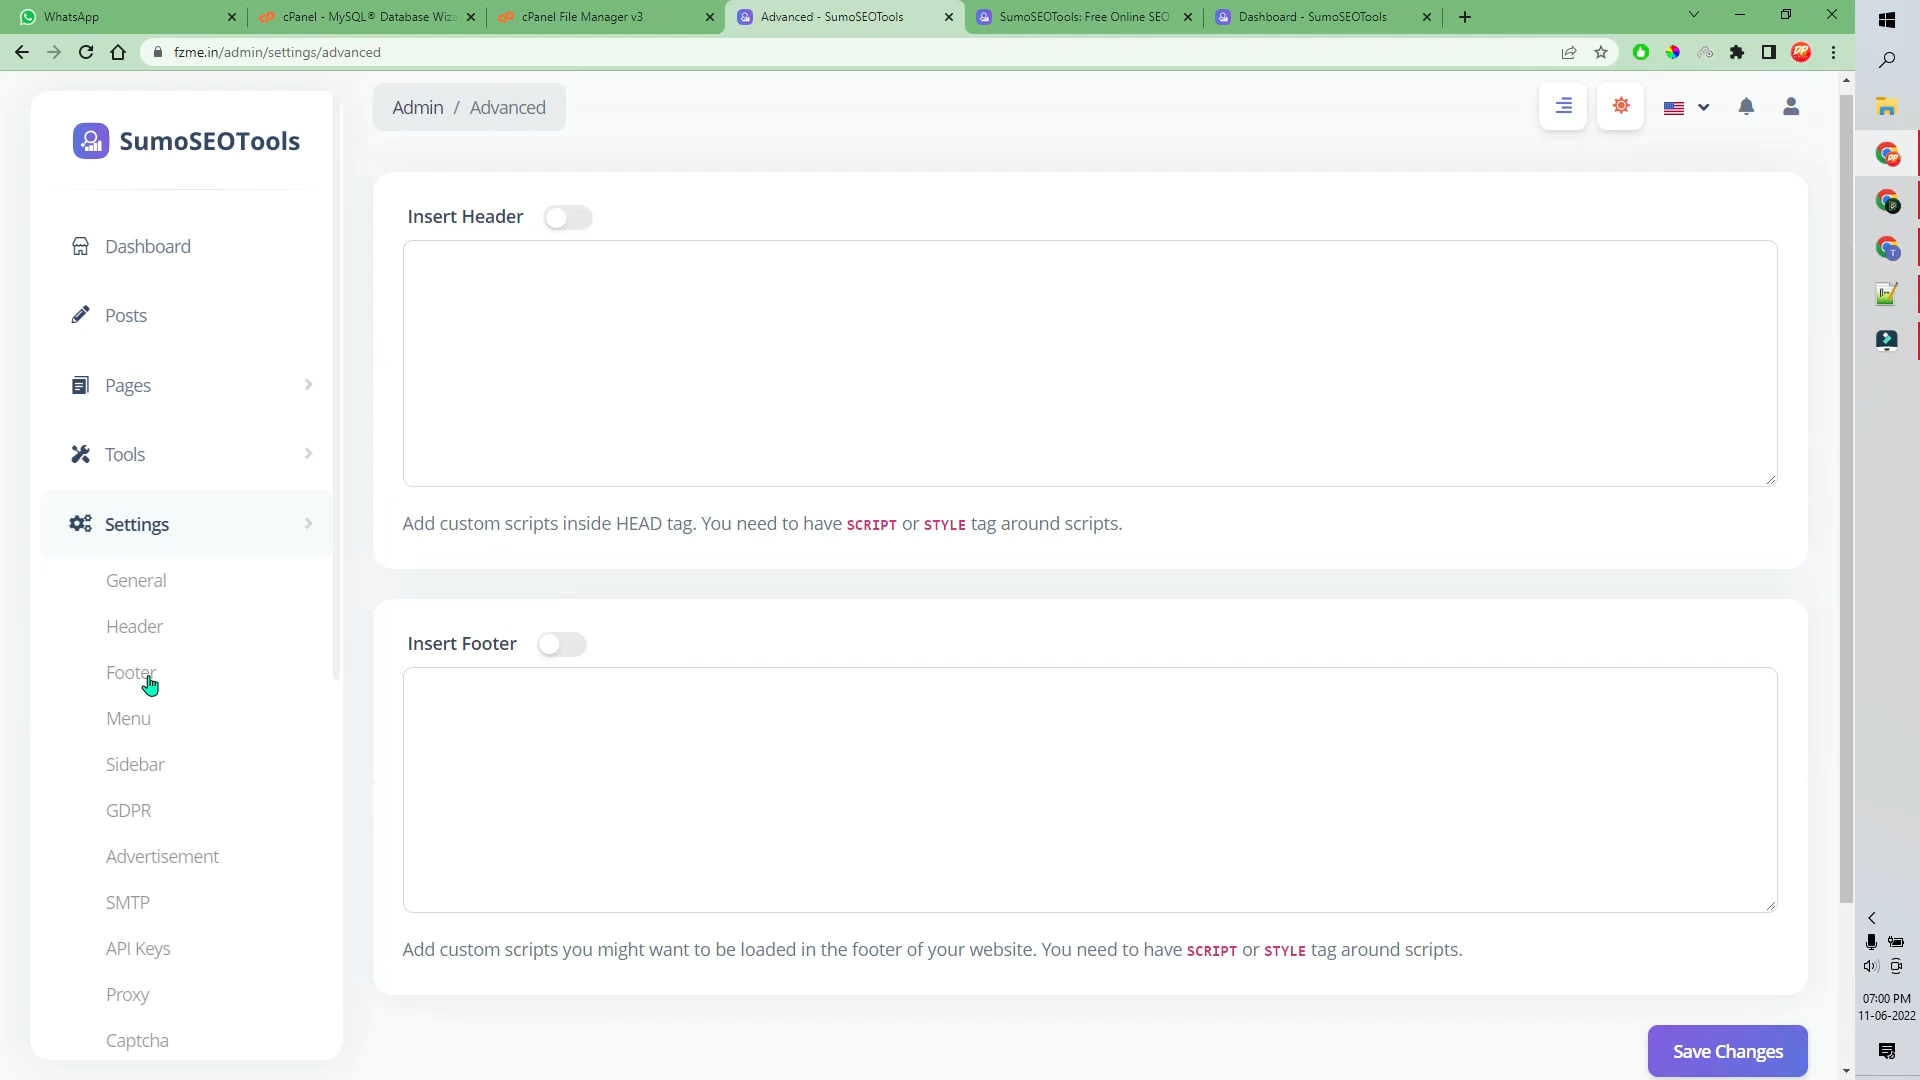 WhatsApp
cPanel - MySQL® Database Wiza
cPanel File Manager v3
Advanced - SumoSEOTools
SumoSEOTools: Free Online SEO
Dashboard - SumoSEOTools
fzme.in/admin/settings/advanced
SumoSEOTools
Admin / Advanced
Dashboard
Posts
Pages
Tools
Settings
General
Header
Footer
Menu
Sidebar
GDPR
Advertisement
SMTP
API Keys
Proxy
Captcha
Insert Header
Add custom scripts inside HEAD tag. You need to have SCRIPT or STYLE tag around scripts.
Insert Footer
Add custom scripts you might want to be loaded in the footer of your website. You need to have SCRIPT or STYLE tag around scripts.
Save Changes
07:00 PM
11-06-2022